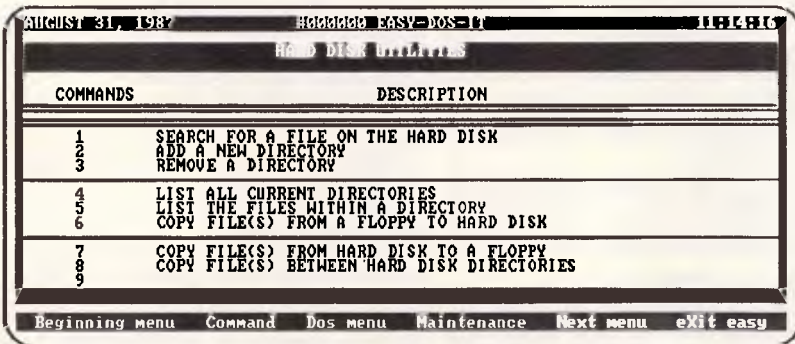 AUGUST 31, 198? #000000 EASY-DOS-IT 11:14:16
HARD DISK UTILITIES
COMMANDS DESCRIPTION
1 SEARCH FOR A FILE ON THE HARD DISK
2 ADD A NEW DIRECTORY
3 REMOVE A DIRECTORY
4 LIST ALL CURRENT DIRECTORIES
5 LIST THE FILES WITHIN A DIRECTORY
6 COPY FILE(S) FROM A FLOPPY TO HARD DISK
7 COPY FILE(S) FROM HARD DISK TO A FLOPPY
8 COPY FILE(S) BETWEEN HARD DISK DIRECTORIES
9
Beginning menu Command Dos menu Maintenance Next menu eXit easy